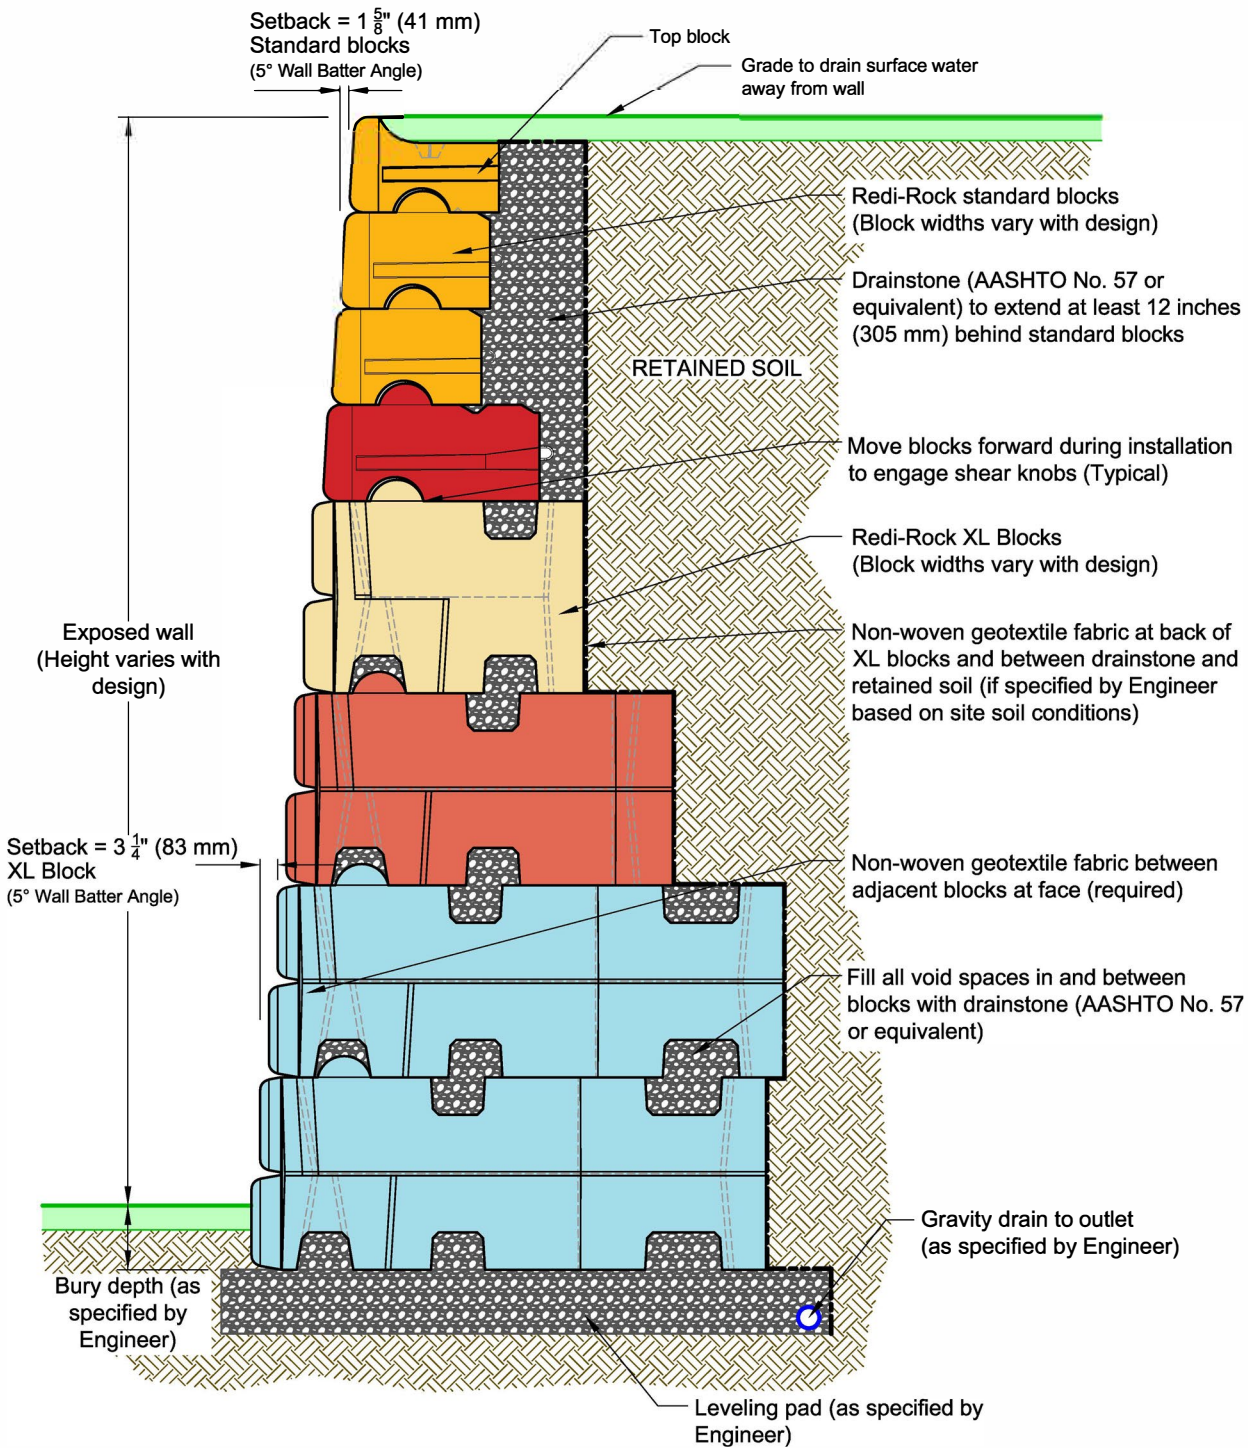 Setback = 1 5/8" (41 mm)
Standard blocks
(5° Wall Batter Angle)
Top block
Grade to drain surface water
away from wall
Redi-Rock standard blocks
(Block widths vary with design)
Drainstone (AASHTO No. 57 or
equivalent) to extend at least 12 inches
(305 mm) behind standard blocks
RETAINED SOIL
Move blocks forward during installation
to engage shear knobs (Typical)
Redi-Rock XL Blocks
(Block widths vary with design)
Exposed wall
(Height varies with
design)
Non-woven geotextile fabric at back of
XL blocks and between drainstone and
retained soil (if specified by Engineer
based on site soil conditions)
Setback = 3 1/4" (83 mm)
XL Block
(5° Wall Batter Angle)
Non-woven geotextile fabric between
adjacent blocks at face (required)
Fill all void spaces in and between
blocks with drainstone (AASHTO No. 57
or equivalent)
Gravity drain to outlet
(as specified by Engineer)
Bury depth (as
specified by
Engineer)
Leveling pad (as specified by
Engineer)